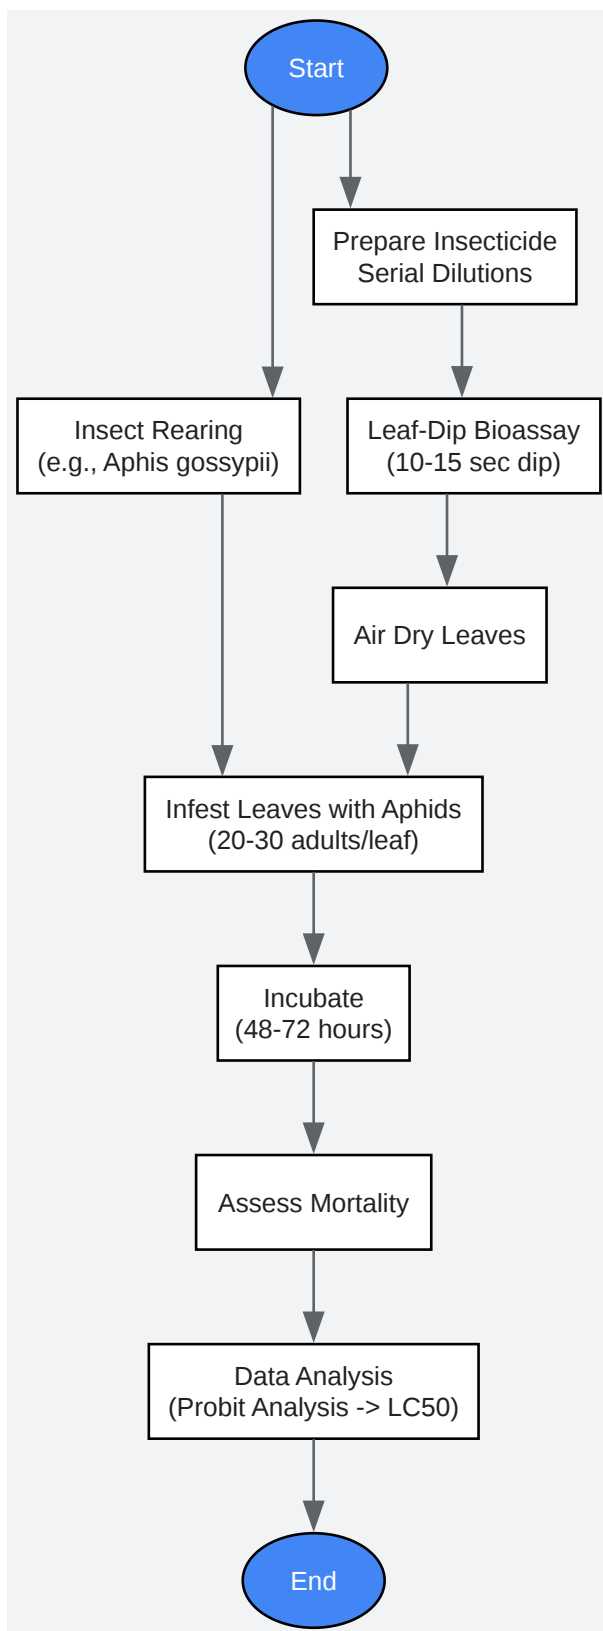 Start
Prepare Insecticide
Serial Dilutions
Insect Rearing
(e.g., Aphis gossypii)
Leaf-Dip Bioassay
(10-15 sec dip)
Air Dry Leaves
Infest Leaves with Aphids
(20-30 adults/leaf)
Incubate
(48-72 hours)
Assess Mortality
Data Analysis
(Probit Analysis -> LC50)
End